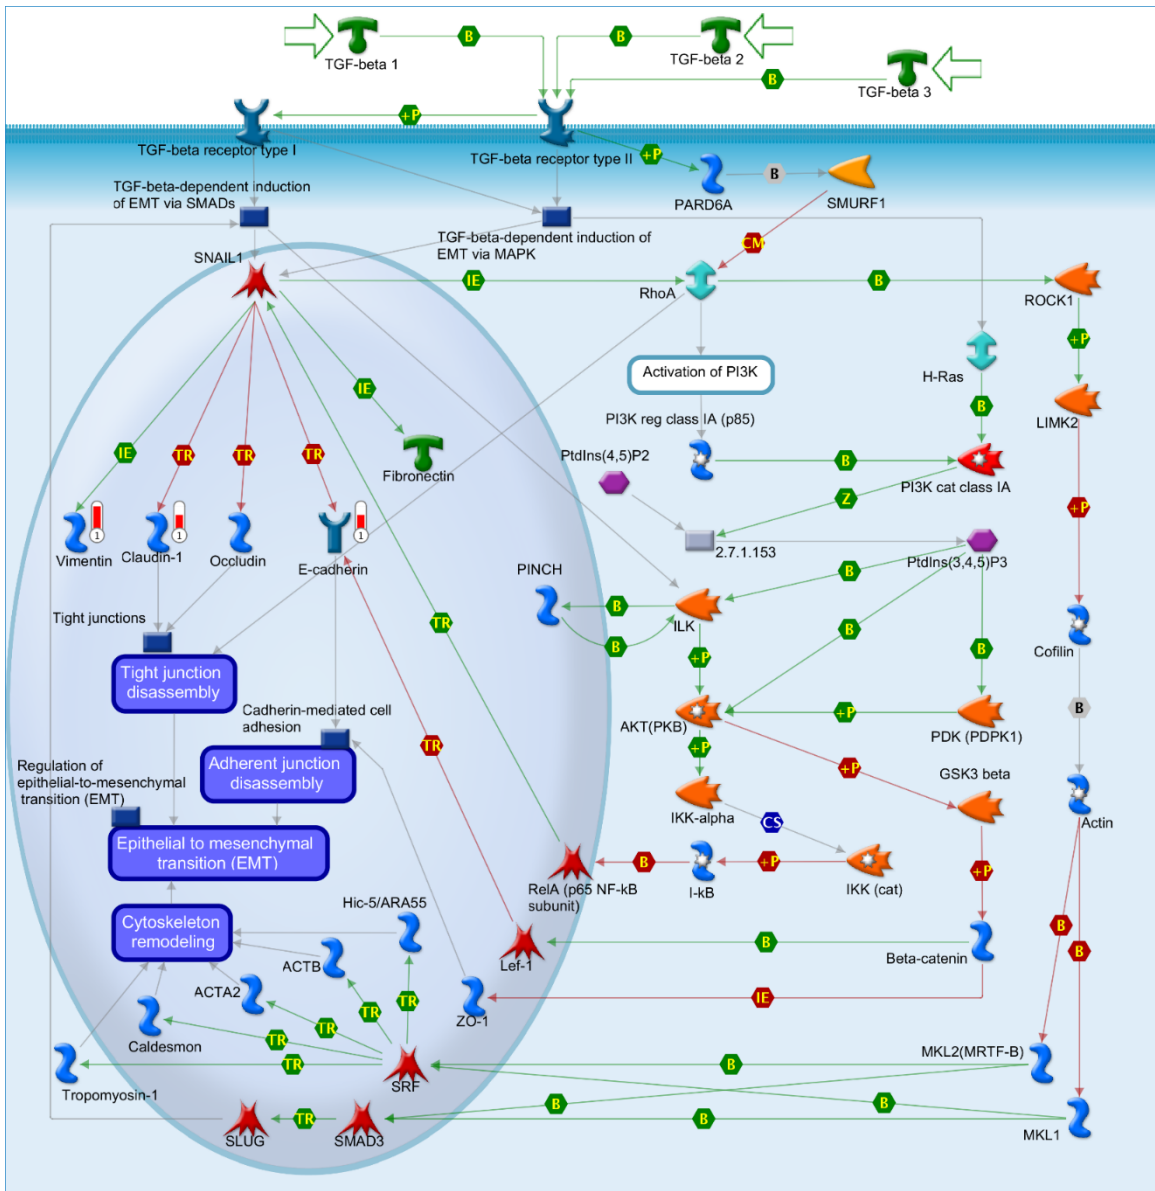 B
B
TGF-beta 1
TGF-beta 2
B
TGF-beta 3
+P
TGF-beta receptor type I
TGF-beta receptor type II
+P
B
PARD6A
SMURF1
TGF-beta-dependent induction
of EMT via SMADs
TGF-beta-dependent induction of
EMT via MAPK
CM
SNAIL1
IE
RhoA
B
ROCK1
+P
Activation of PI3K
H-Ras
B
LIMK2
IE
PI3K reg class IA (p85)
IE
TR
TR
TR
Fibronectin
PtdIns(4,5)P2
B
PI3K cat class IA
Z
+P
Vimentin
1
Claudin-1
1
Occludin
E-cadherin
1
2.7.1.153
PtdIns(3,4,5)P3
PINCH
B
B
ILK
B
B
TR
B
Cofilin
Tight junctions
Tight junction
disassembly
+P
B
Cadherin-mediated cell
adhesion
AKT(PKB)
+P
PDK (PDPK1)
TR
+P
+P
Adherent junction
disassembly
Regulation of
epithelial-to-mesenchymal
transition (EMT)
GSK3 beta
IKK-alpha
CS
Actin
Epithelial to mesenchymal
transition (EMT)
RelA (p65 NF-kB
subunit)
B
I-kB
+P
IKK (cat)
+P
Hic-5/ARA55
Cytoskeleton
remodeling
ACTB
Lef-1
B
Beta-catenin
B
B
ACTA2
TR
TR
TR
TR
TR
ZO-1
IE
Caldesmon
Tropomyosin-1
SRF
B
MKL2(MRTF-B)
B
B
SLUG
TR
SMAD3
B
MKL1